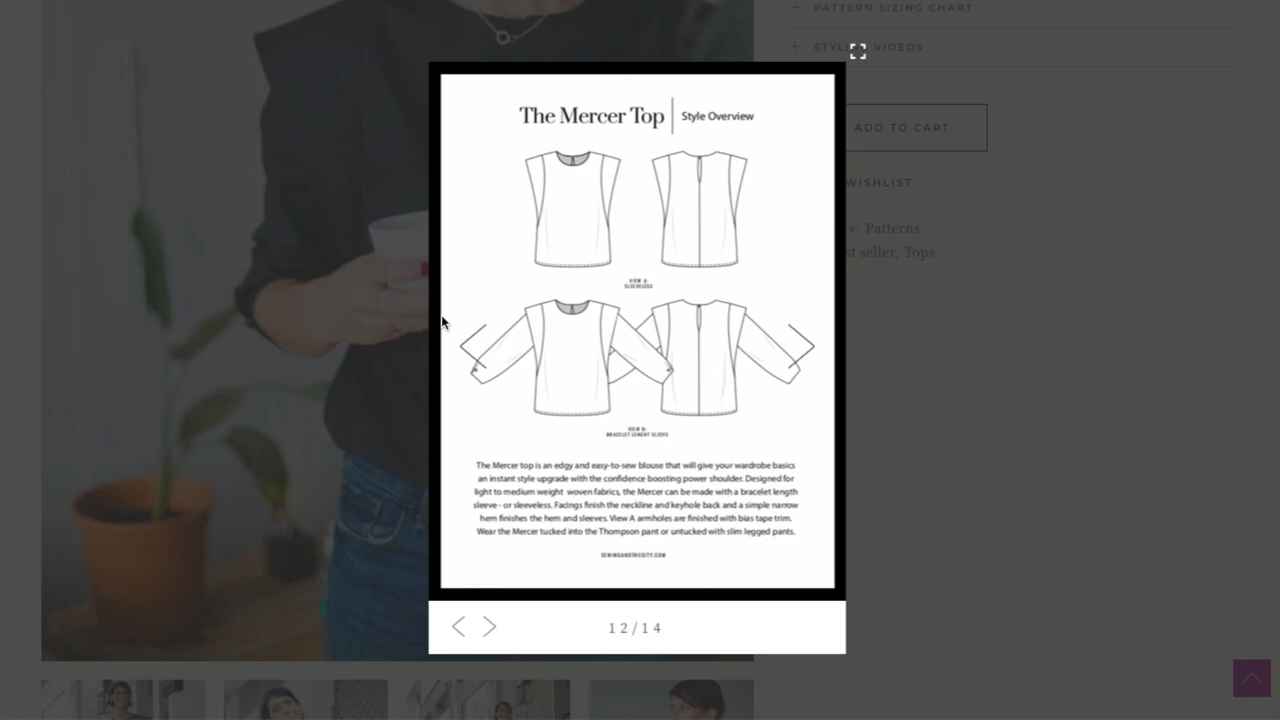 PATTERN SIZING CHART
VIDEOS
The Mercer Top
Style Overview
ADD TO CART
WISHLIST
Y: Patterns
st seller, Tops
VIEW A:
SLEEVELESS
VIEW B:
BRACELET LENGHT SLEEVE
The Mercer top is an edgy and easy-to-sew blouse that will give your wardrobe basics
an instant style upgrade with the confidence boosting power shoulder. Designed for
light to medium weight woven fabrics, the Mercer can be made with a bracelet length
sleeve - or sleeveless. Facings finish the neckline and keyhole back and a simple narrow
hem finishes the hem and sleeves. View A armholes are finished with bias tape trim.
Wear the Mercer tucked into the Thompson pant or untucked with slim legged pants.
SEWINGANDTHECITY.COM
12/14